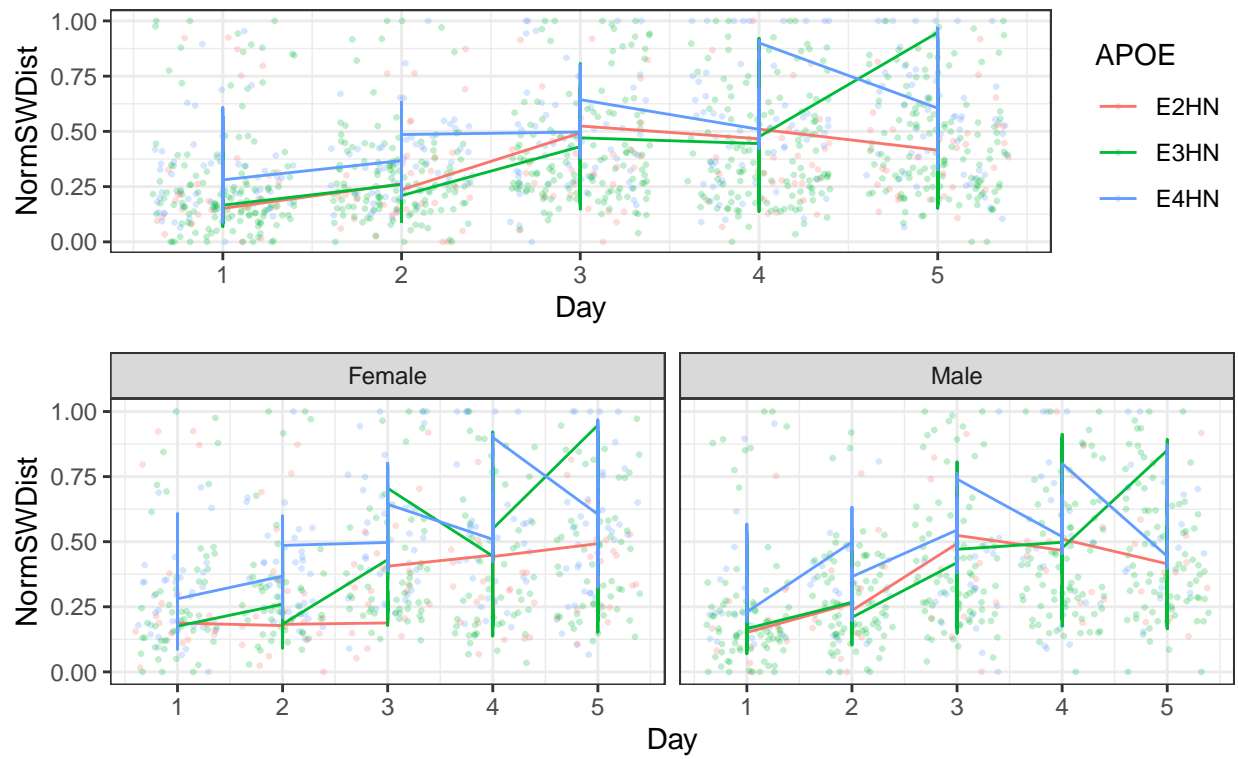 1.00
0.75
0.50
0.25
0.00
NormSWDist
1 2 3 4 5
Day
APOE
E2HN
E3HN
E4HN
Female Male
1.00
0.75
0.50
0.25
0.00
NormSWDist
1 2 3 4 5 1 2 3 4 5
Day